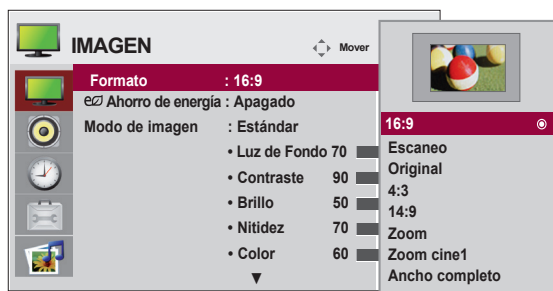 IMAGEN
Mover
Formato : 16:9
Ahorro de energía : Apagado
Modo de imagen : Estándar
• Luz de Fondo 70
• Contraste 90
• Brillo 50
• Nitidez 70
• Color 60
16:9
Escaneo
Original
4:3
14:9
Zoom
Zoom cine1
Ancho completo